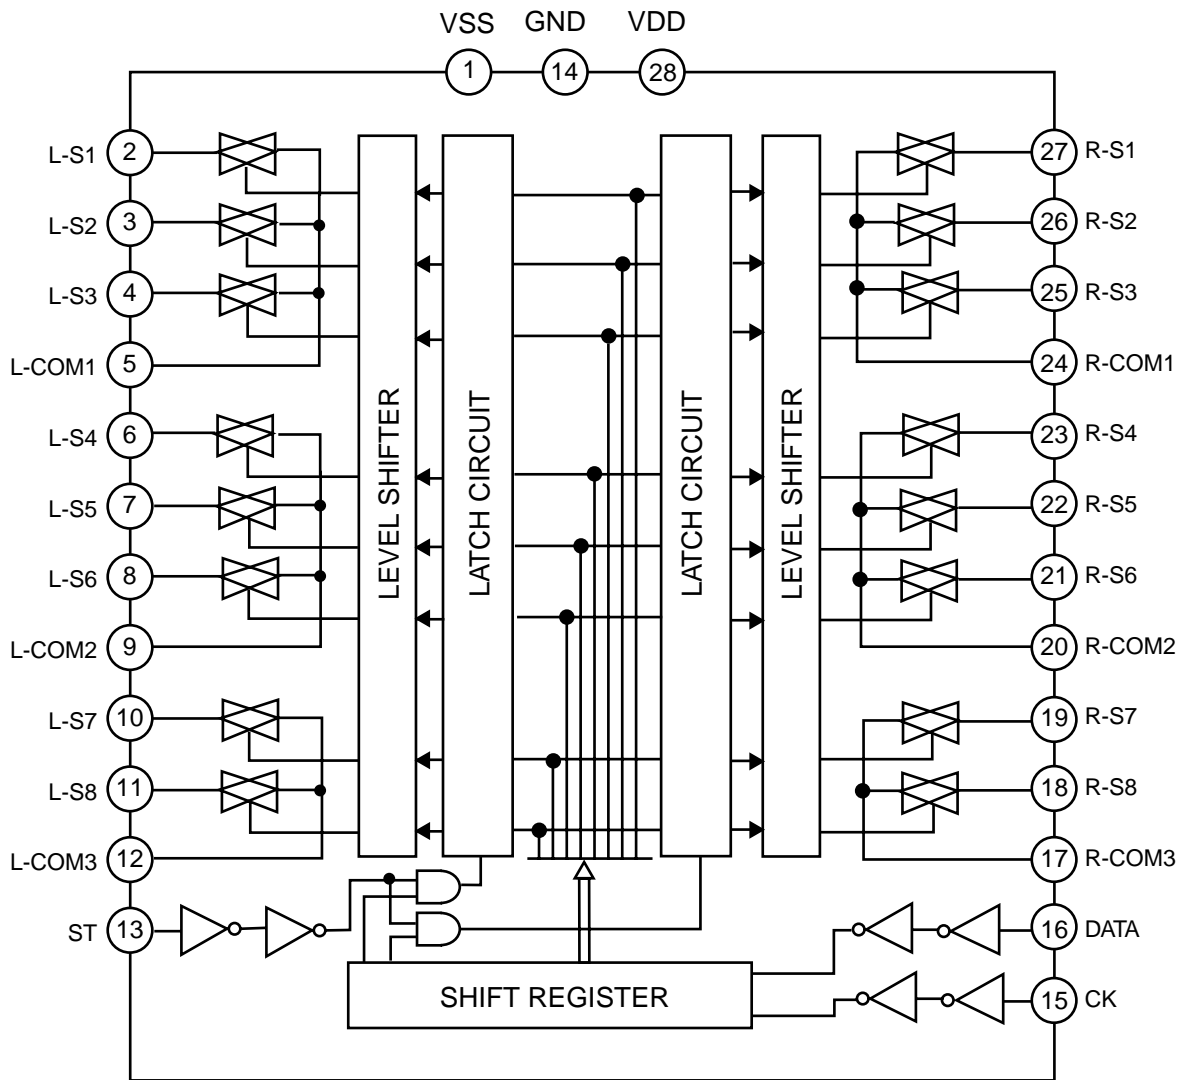 VSS GND VDD
1 14 28
L-S1 2 27 R-S1
L-S2 3 26 R-S2
L-S3 4 25 R-S3
L-COM1 5 24 R-COM1
L-S4 6 23 R-S4
L-S5 7 22 R-S5
L-S6 8 21 R-S6
L-COM2 9 20 R-COM2
L-S7 10 19 R-S7
L-S8 11 18 R-S8
L-COM3 12 17 R-COM3
LEVEL SHIFTER
LATCH CIRCUIT
LATCH CIRCUIT
LEVEL SHIFTER
ST 13 16 DATA
SHIFT REGISTER
15 CK